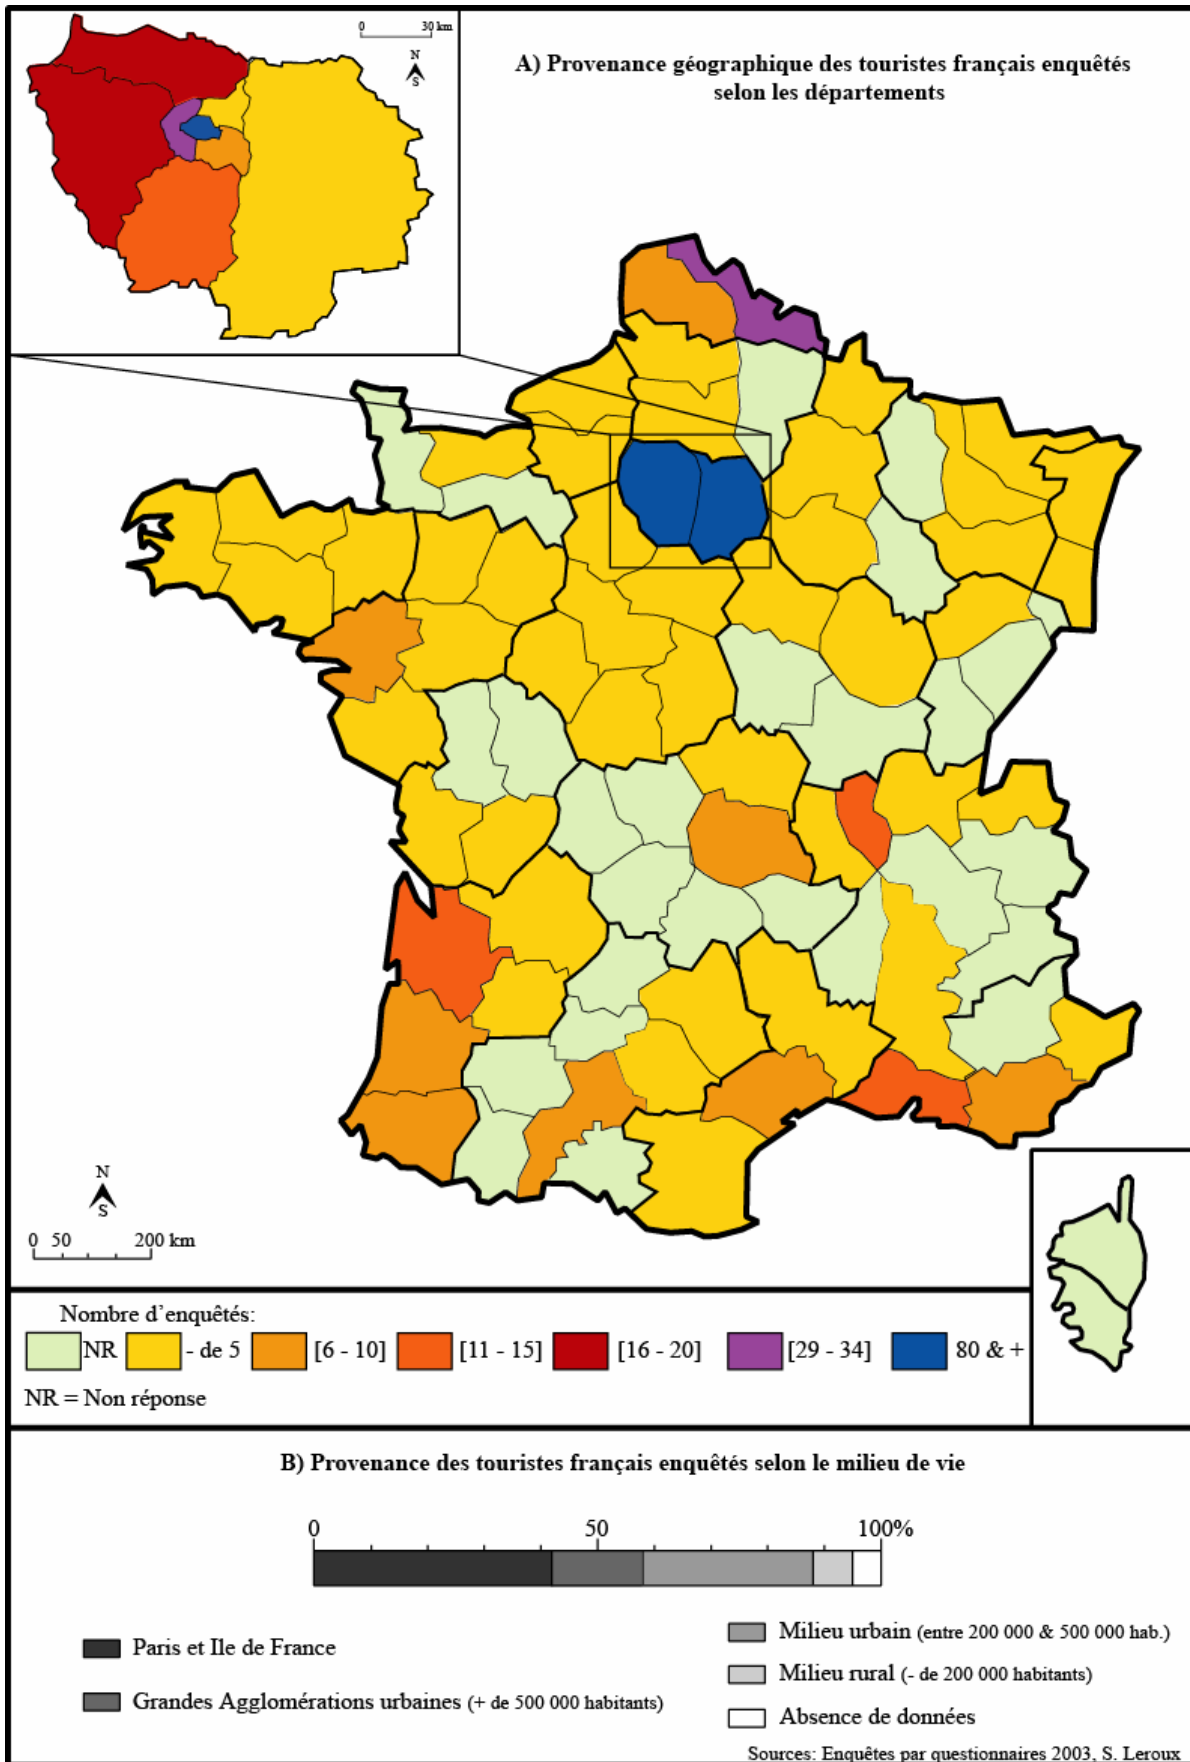 0 30 km
N
S
A) Provenance géographique des touristes français enquêtés
selon les départements
N
S
0 50 200 km
Nombre d’enquêtés:
NR - de 5 [6 - 10] [11 - 15] [16 - 20] [29 - 34] 80 & +
NR = Non réponse
B) Provenance des touristes français enquêtés selon le milieu de vie
0 50 100%
Paris et Ile de France
Grandes Agglomérations urbaines (+ de 500 000 habitants)
Milieu urbain (entre 200 000 & 500 000 hab.)
Milieu rural (- de 200 000 habitants)
Absence de données
Sources: Enquêtes par questionnaires 2003, S. Leroux